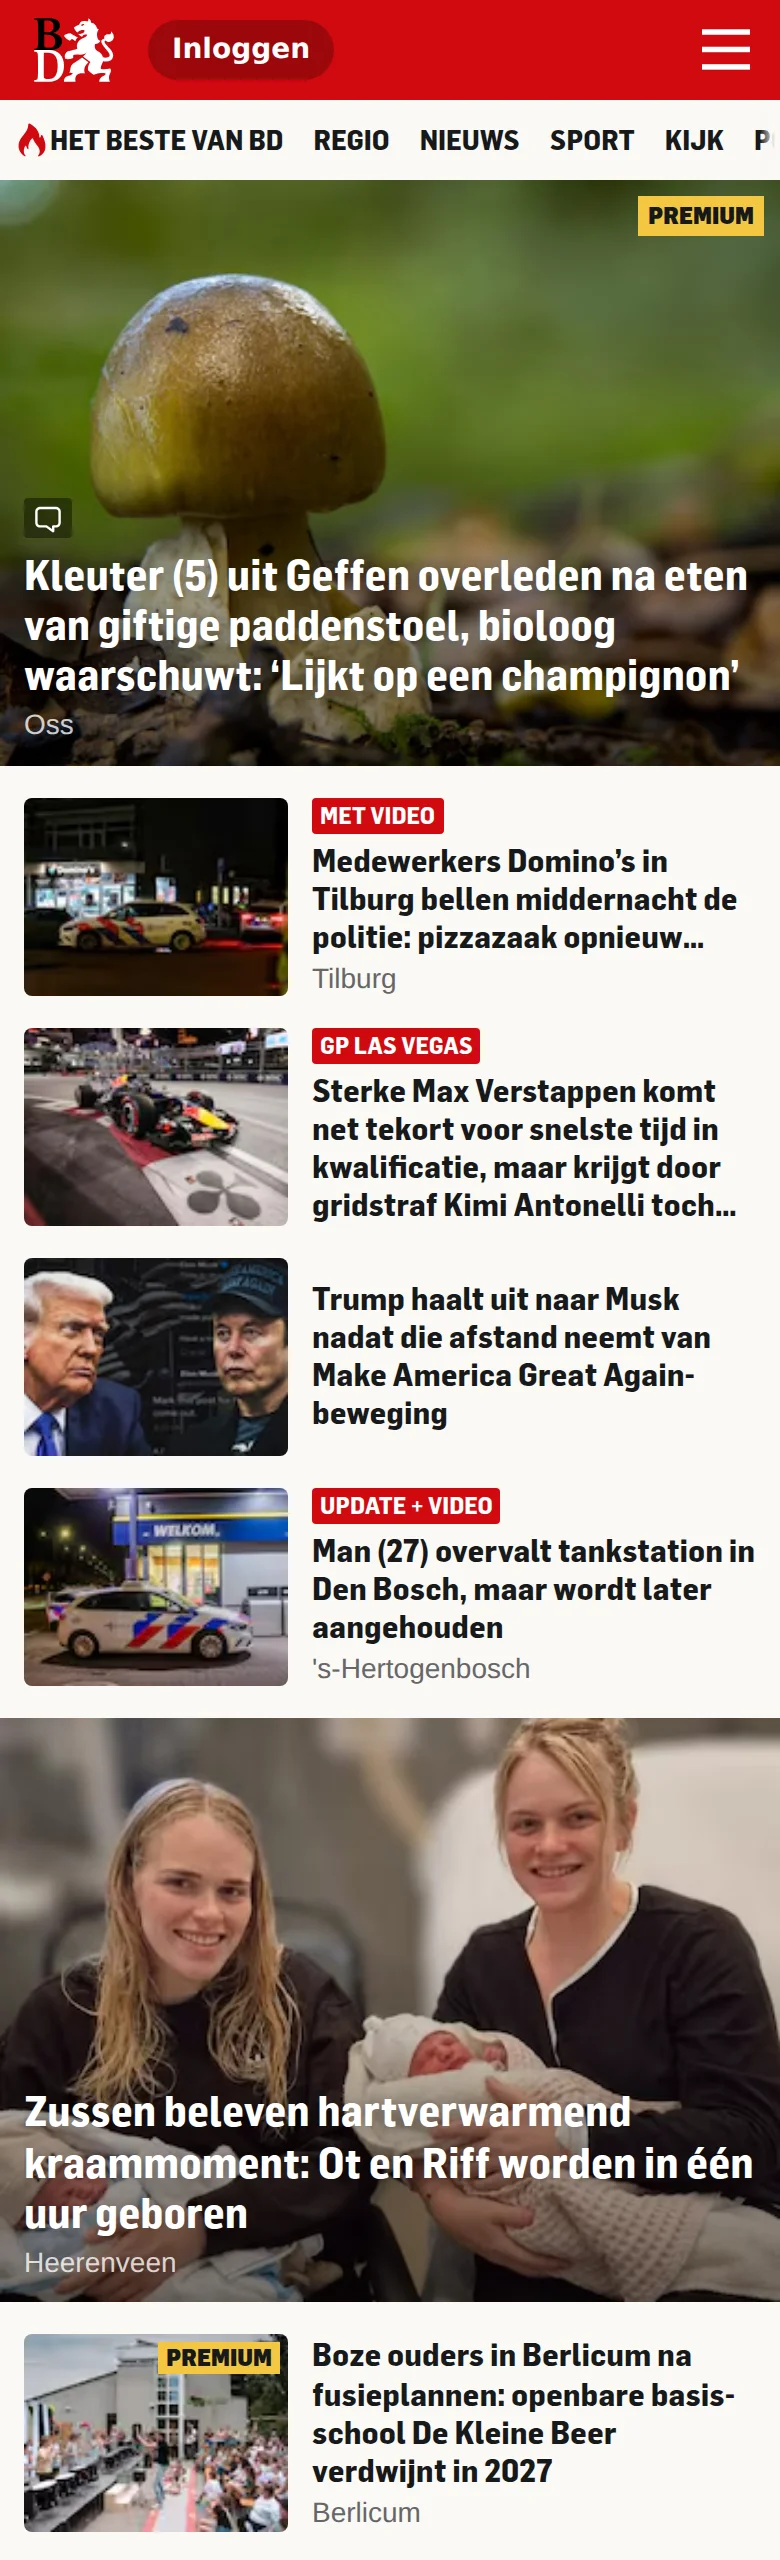 B
D
Inloggen
HET BESTE VAN BD REGIO NIEUWS SPORT KIJK
PREMIUM
Kleuter (5) uit Geffen overleden na eten
van giftige paddenstoel, bioloog
waarschuwt: ‘Lijkt op een champignon’
Oss
MET VIDEO
Medewerkers Domino’s in
Tilburg bellen middernacht de
politie: pizzazaak opnieuw...
Tilburg
GP LAS VEGAS
Sterke Max Verstappen komt
net tekort voor snelste tijd in
kwalificatie, maar krijgt door
gridstraf Kimi Antonelli toch...
Trump haalt uit naar Musk
nadat die afstand neemt van
Make America Great Again-
beweging
WELKOM
UPDATE + VIDEO
Man (27) overvalt tankstation in
Den Bosch, maar wordt later
aangehouden
's-Hertogenbosch
Zussen beleven hartverwarmend
kraammoment: Ot en Riff worden in één
uur geboren
Heerenveen
PREMIUM
Boze ouders in Berlicum na
fusieplannen: openbare basis-
school De Kleine Beer
verdwijnt in 2027
Berlicum